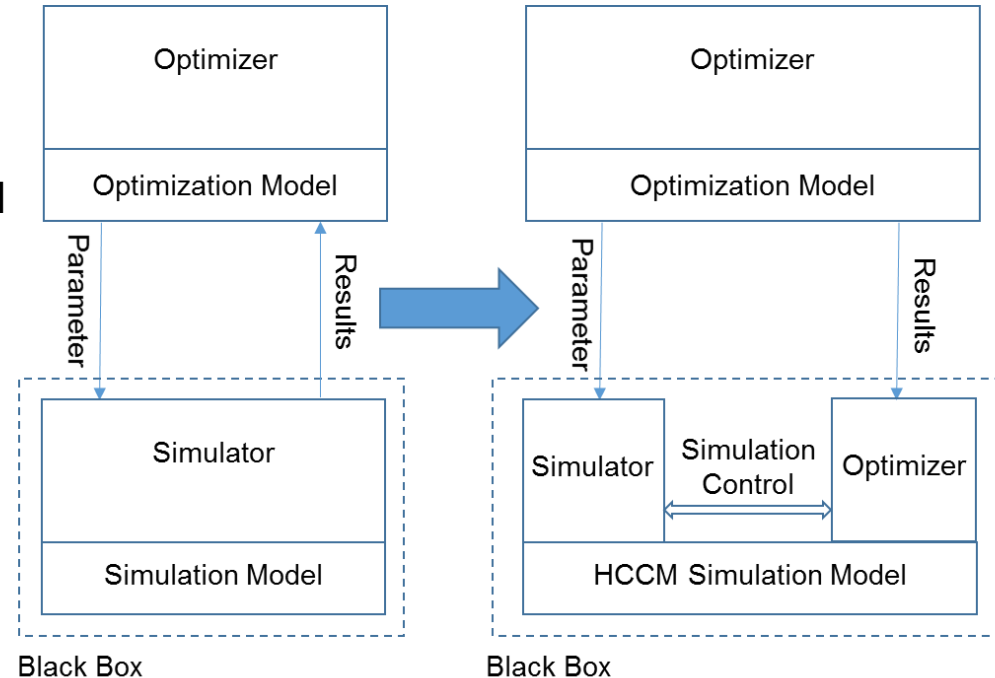 Optimizer
Optimization Model
Parameter
Results
Simulator
Simulation Model
Black Box
Optimizer
Optimization Model
Parameter
Results
Simulator
Simulation
Control
Optimizer
HCCM Simulation Model
Black Box